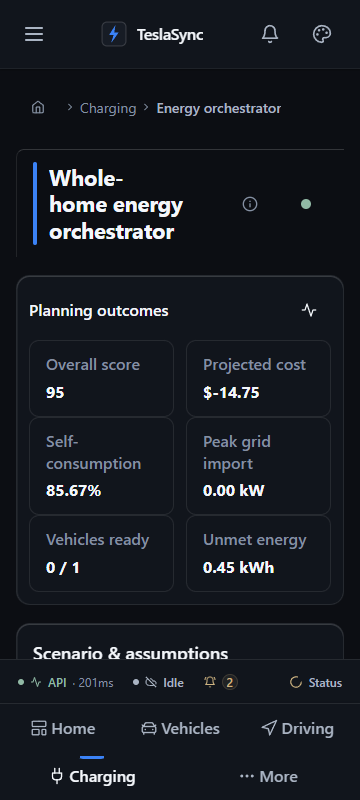 TeslaSync
Charging
Energy orchestrator
Whole-
home energy
orchestrator
Planning outcomes
Overall score
95
Projected cost
$-14.75
Self-
consumption
85.67%
Peak grid
import
0.00 kW
Vehicles ready
0 / 1
Unmet energy
0.45 kWh
Scenario & assumptions
API · 201ms
Idle
2
Status
Home
Vehicles
Driving
Charging
More